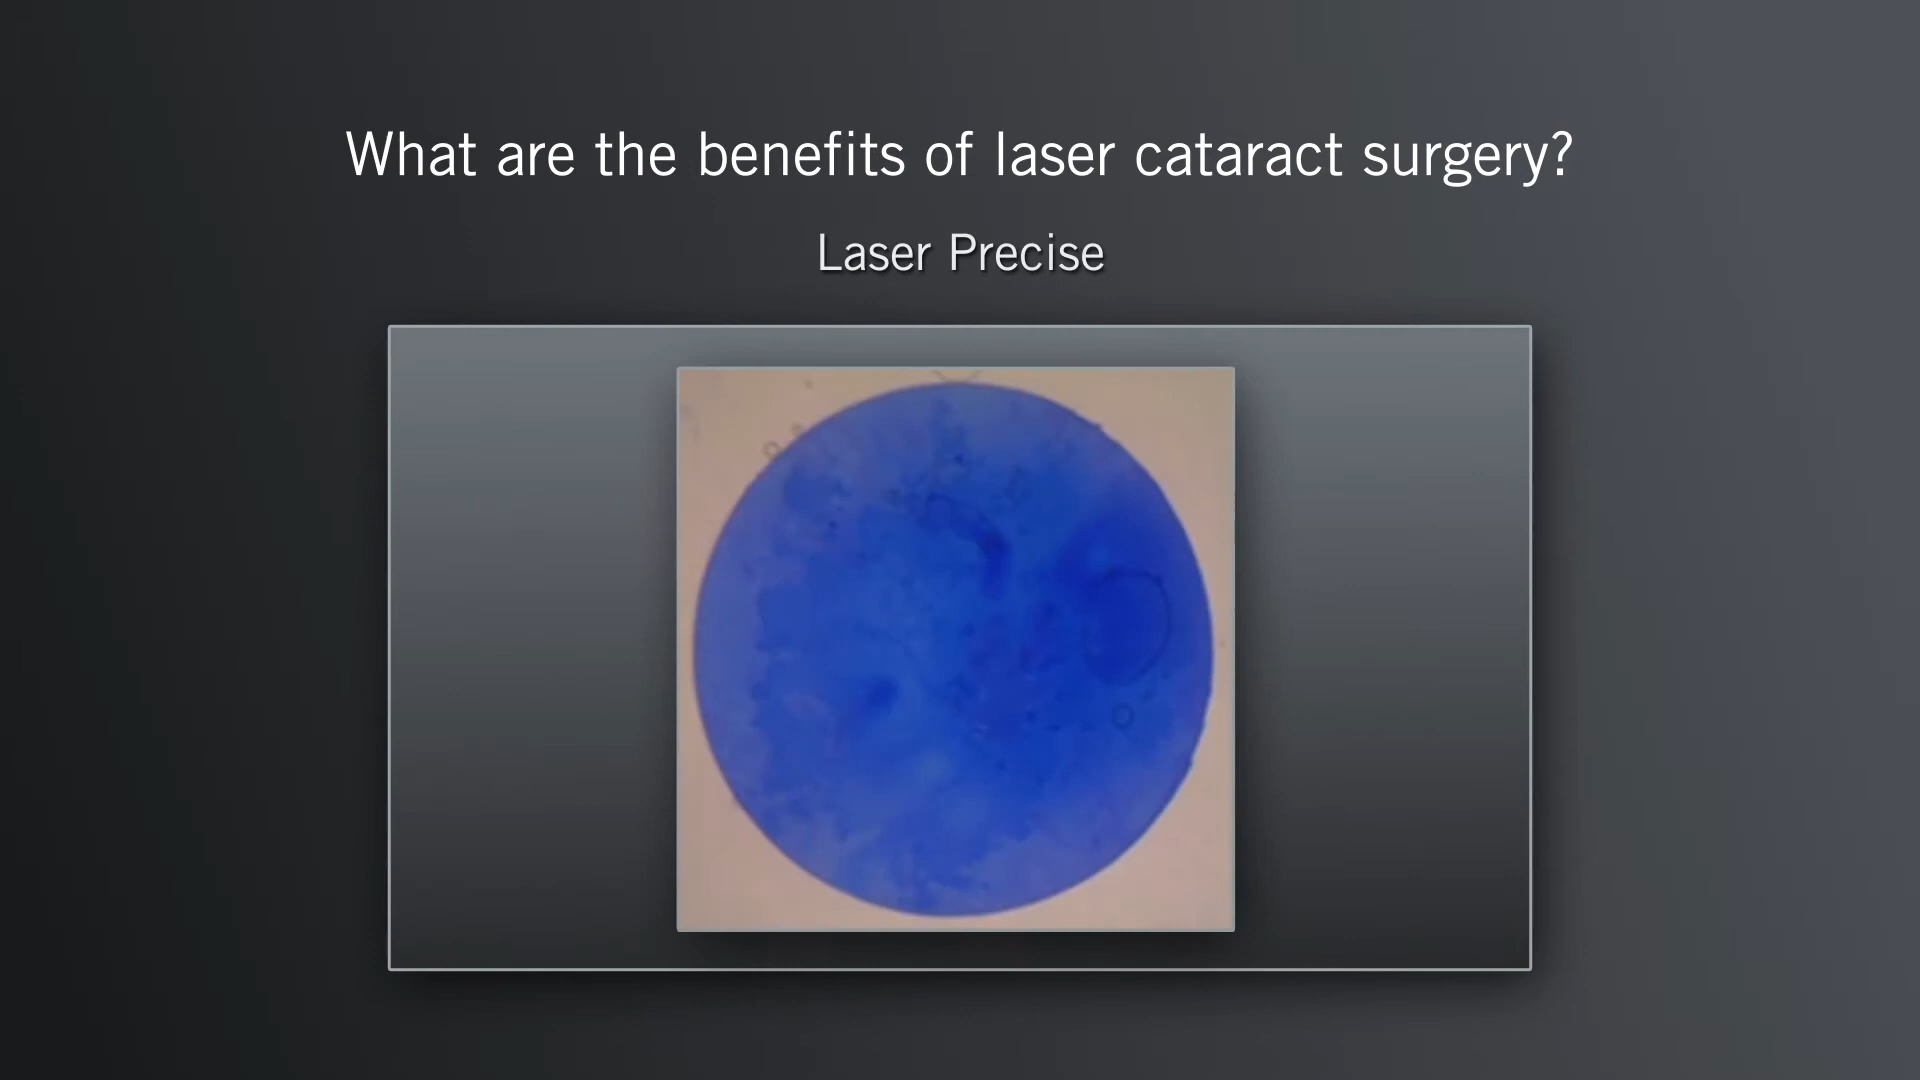 What are the benefits of laser cataract surgery?
Laser Precise